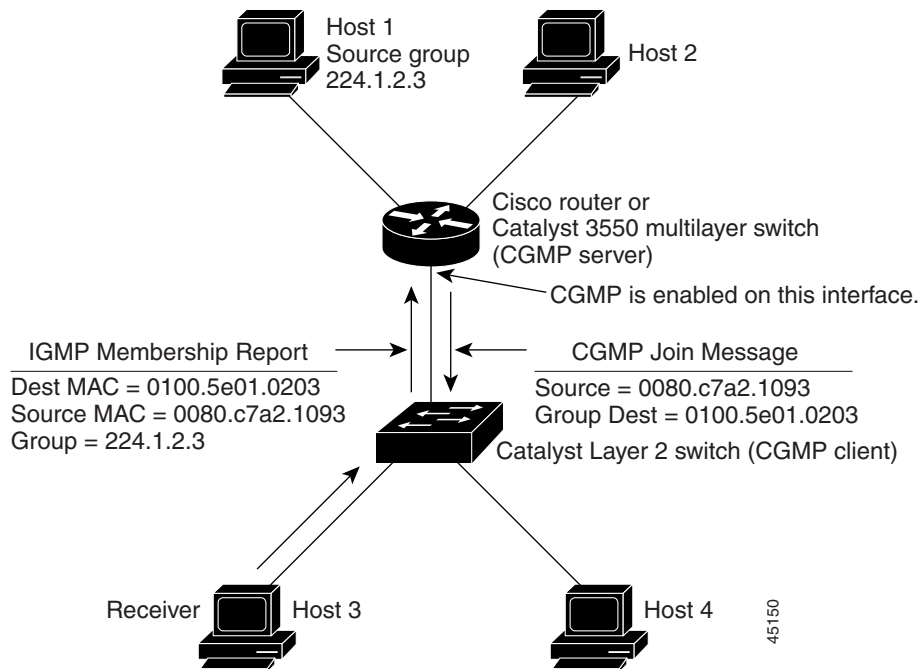 Host 1
Source group
224.1.2.3
Host 2
Cisco router or
Catalyst 3550 multilayer switch
(CGMP server)
CGMP is enabled on this interface.
IGMP Membership Report
Dest MAC = 0100.5e01.0203
Source MAC = 0080.c7a2.1093
Group = 224.1.2.3
CGMP Join Message
Source = 0080.c7a2.1093
Group Dest = 0100.5e01.0203
Catalyst Layer 2 switch (CGMP client)
Receiver
Host 3
Host 4
45150